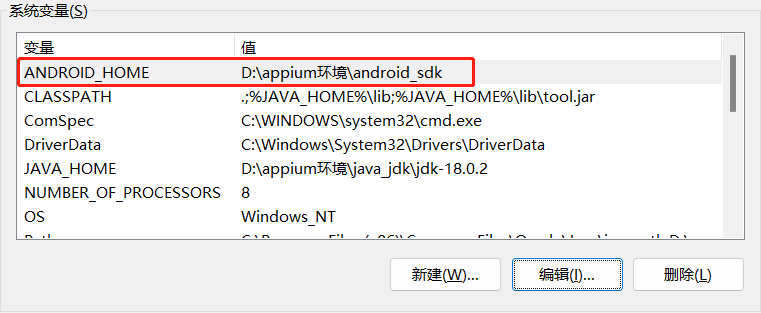 系统变量(S)
变量 值
ANDROID_HOME D:\appium环境\android_sdk
CLASSPATH .;%JAVA_HOME%\lib;%JAVA_HOME%\lib\tool.jar
ComSpec C:\WINDOWS\system32\cmd.exe
DriverData C:\Windows\System32\Drivers\DriverData
JAVA_HOME D:\appium环境\java_jdk\jdk-18.0.2
NUMBER_OF_PROCESSORS 8
OS Windows_NT
新建(W)... 编辑(I)... 删除(L)